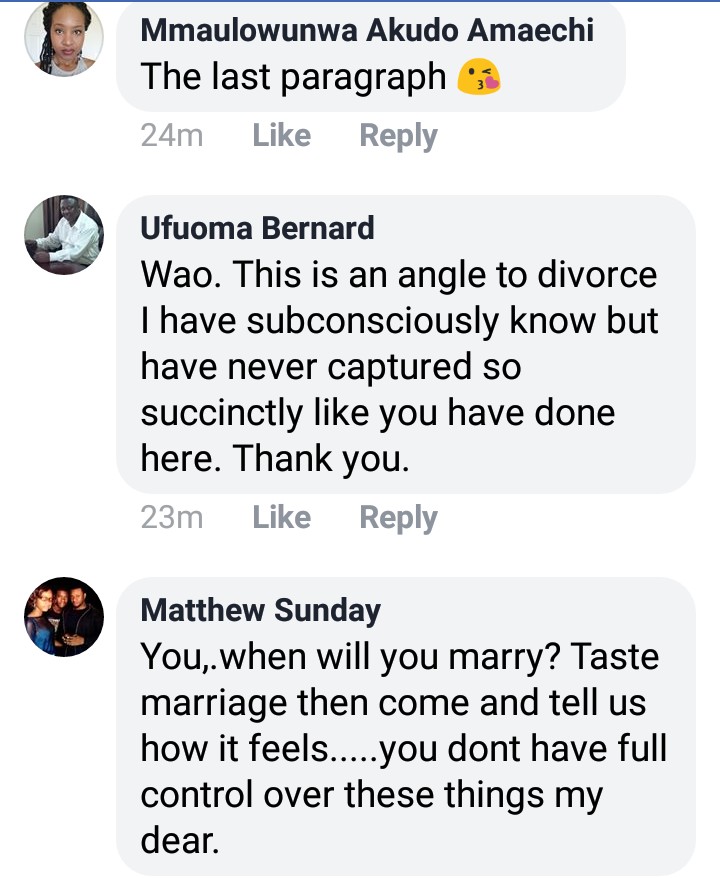 Mmaulowunwa Akudo Amaechi
The last paragraph 😘
24m Like Reply
Ufuoma Bernard
Wao. This is an angle to divorce
I have subconsciously know but
have never captured so
succinctly like you have done
here. Thank you.
23m Like Reply
Matthew Sunday
You,.when will you marry? Taste
marriage then come and tell us
how it feels.....you dont have full
control over these things my
dear.